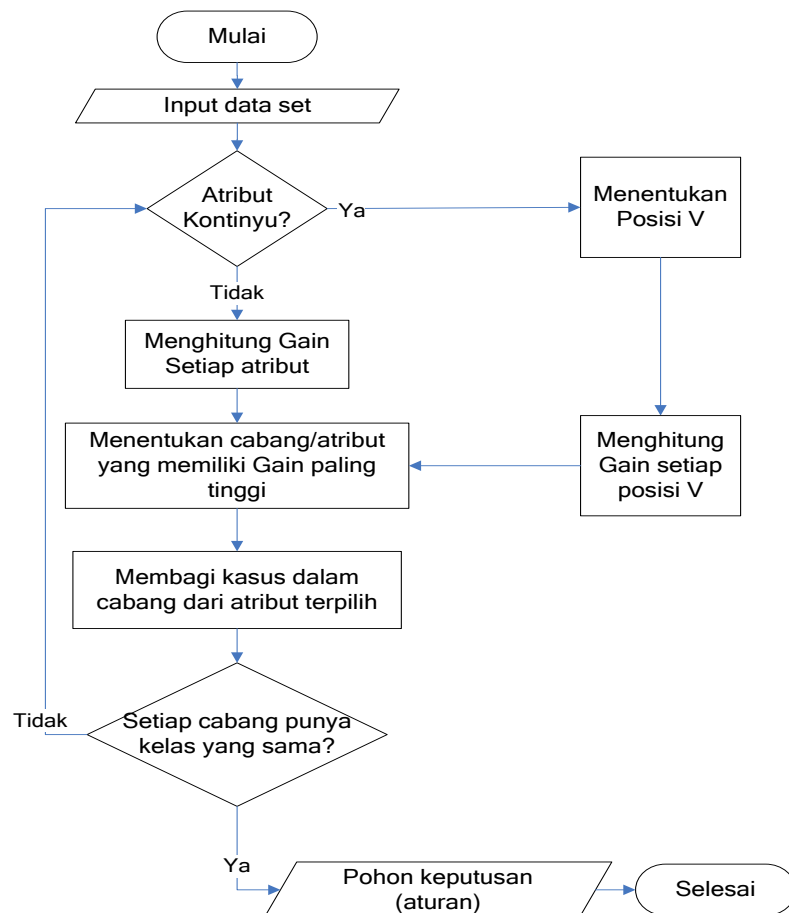 Mulai
Input data set
Atribut
Kontinyu?
Ya
Menentukan
Posisi V
Tidak
Menghitung Gain
Setiap atribut
Menentukan cabang/atribut
yang memiliki Gain paling
tinggi
Menghitung
Gain setiap
posisi V
Membagi kasus dalam
cabang dari atribut terpilih
Tidak
Setiap cabang punya
kelas yang sama?
Ya
Pohon keputusan
(aturan)
Selesai